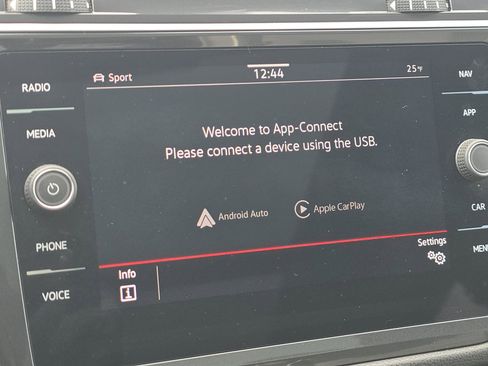 RADIO
MEDIA
PHONE
VOICE
Sport
12:44
25°F
Welcome to App-Connect
Please connect a device using the USB.
Android Auto
Apple CarPlay
Settings
Info
NAV
APP
CAR
MENU